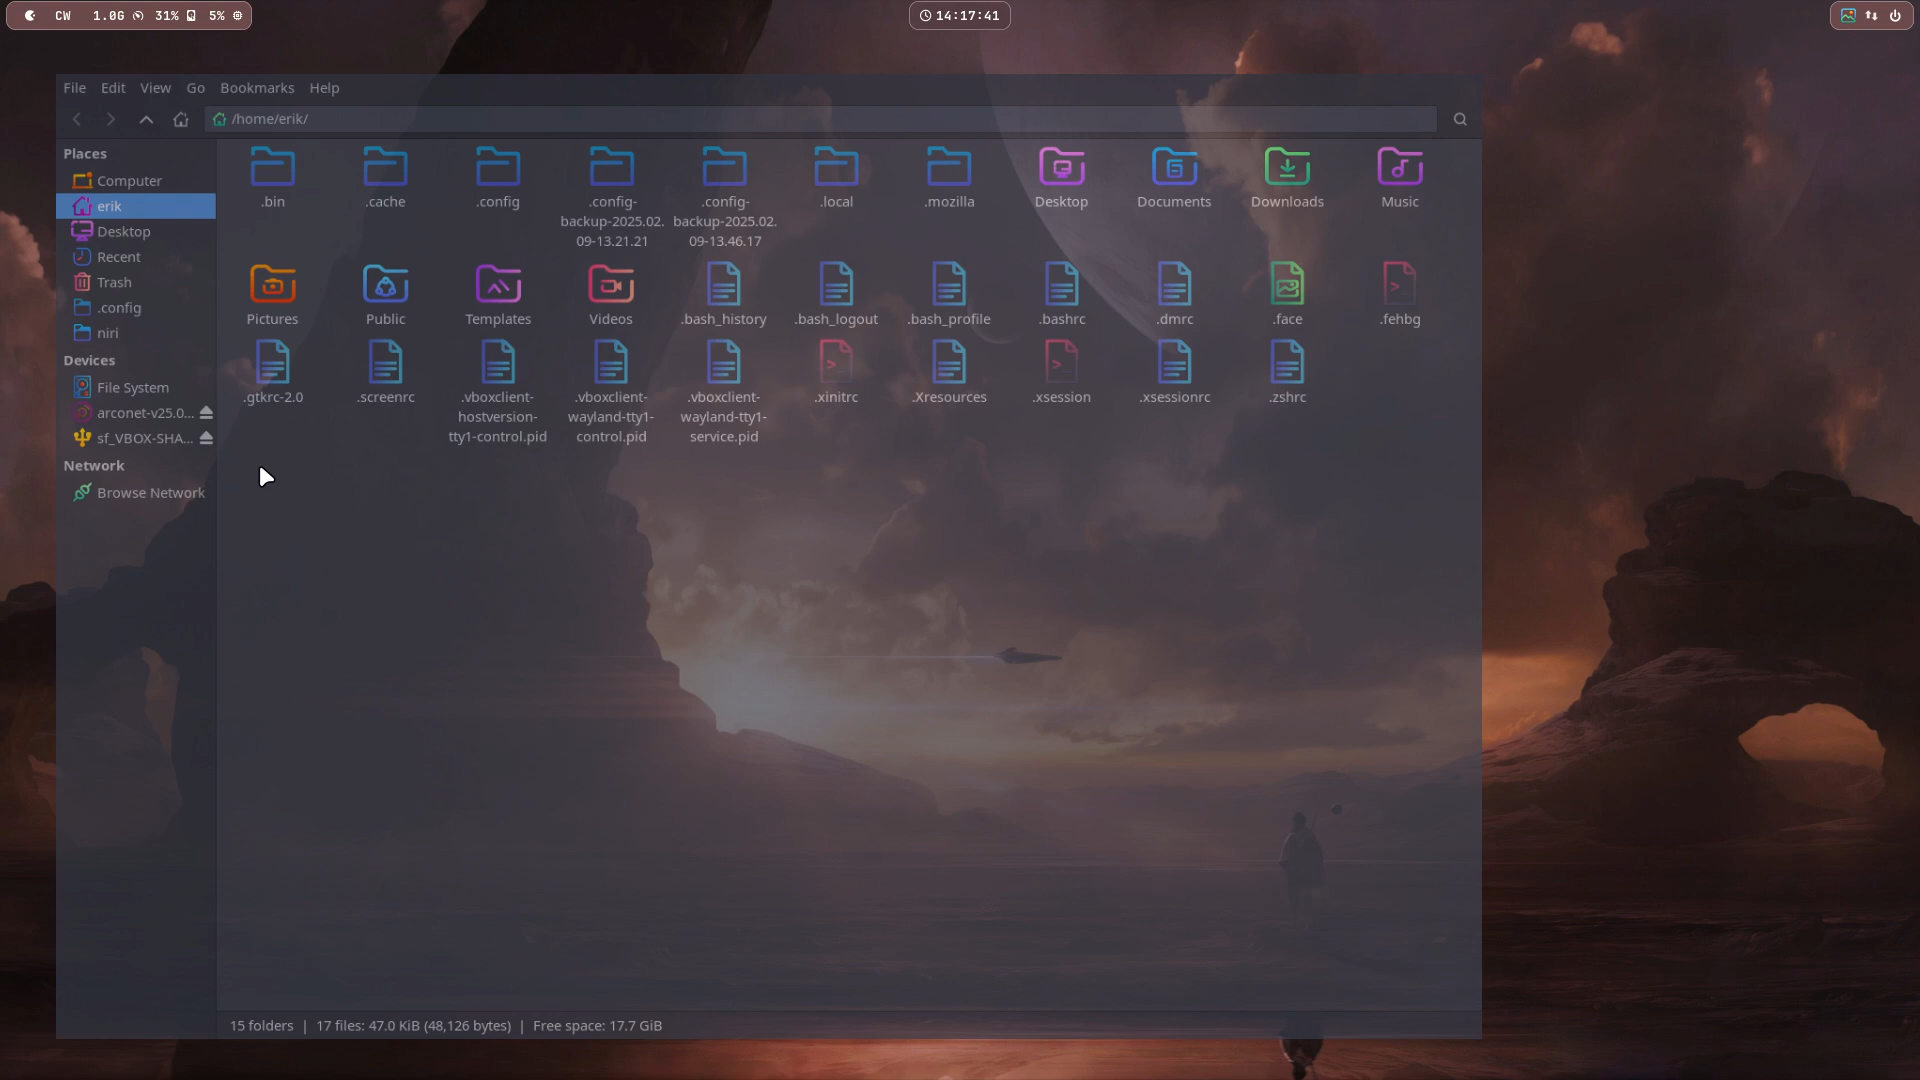 CW 1.0G 31% 5%
14:17:41
File Edit View Go Bookmarks Help
/home/erik/
Places
Computer
erik
Desktop
Recent
Trash
.config
niri
Devices
File System
arconet-v25.0...
sf_VBOX-SHA...
Network
Browse Network
.bin
.cache
.config
.config-
backup-2025.02.
09-13.21.21
.config-
backup-2025.02.
09-13.46.17
.local
.mozilla
Desktop
Documents
Downloads
Music
Pictures
Public
Templates
Videos
.bash_history
.bash_logout
.bash_profile
.bashrc
.dmrc
.face
.fehbg
.gtkrc-2.0
.screenrc
.vboxclient-
hostversion-
tty1-control.pid
.vboxclient-
wayland-tty1-
control.pid
.vboxclient-
wayland-tty1-
service.pid
.xinitrc
.Xresources
.xsession
.xsessionrc
.zshrc
15 folders | 17 files: 47.0 KiB (48,126 bytes) | Free space: 17.7 GiB